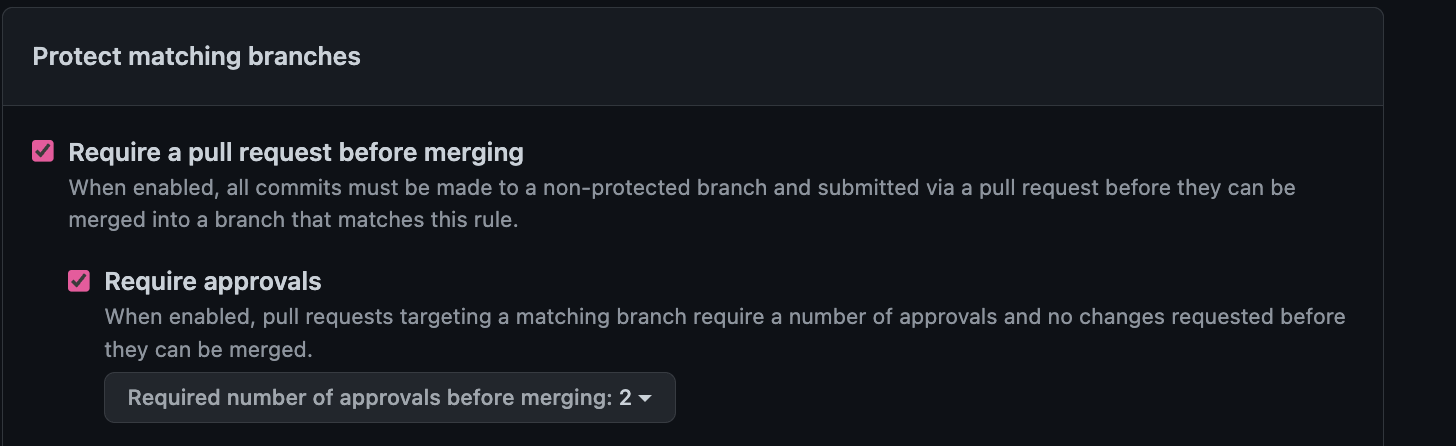 Protect matching branches
Require a pull request before merging
When enabled, all commits must be made to a non-protected branch and submitted via a pull request before they can be
merged into a branch that matches this rule.
Require approvals
When enabled, pull requests targeting a matching branch require a number of approvals and no changes requested before
they can be merged.
Required number of approvals before merging: 2